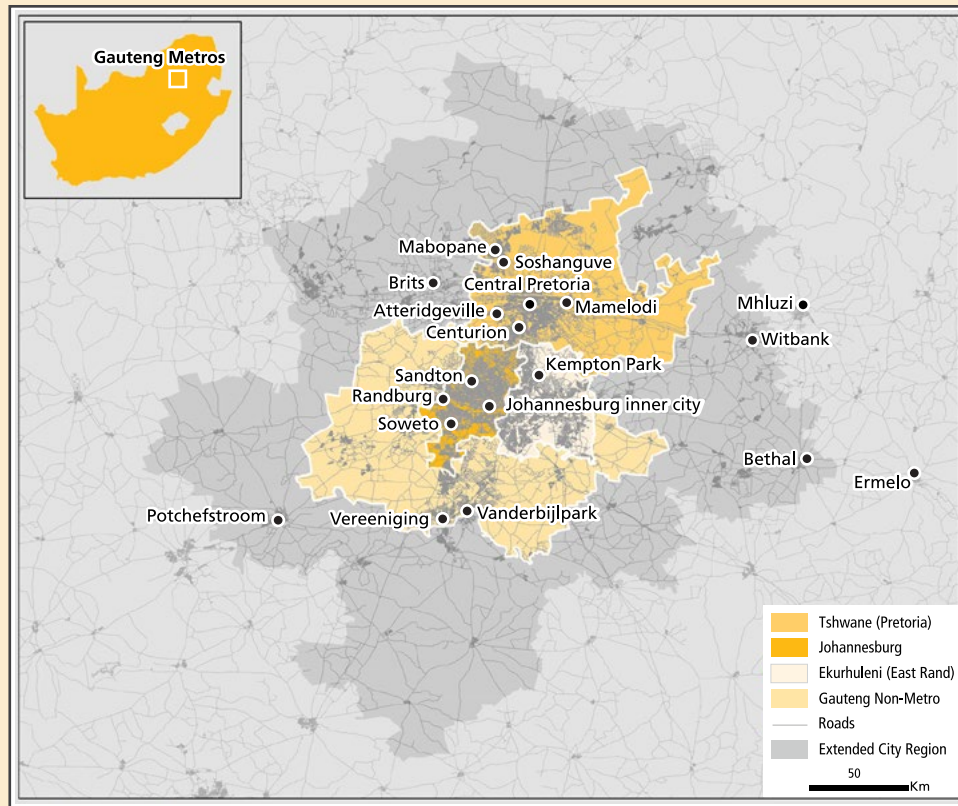 Gauteng Metros
Mabopane
Soshanguve
Brits
Central Pretoria
Atteridgeville
Mamelodi
Centurion
Mhluzi
Witbank
Kempton Park
Sandton
Randburg
Johannesburg inner city
Soweto
Bethal
Ermelo
Potchefstroom
Vereeniging
Vanderbijlpark
Tshwane (Pretoria)
Johannesburg
Ekurhuleni (East Rand)
Gauteng Non-Metro
Roads
Extended City Region
50
Km